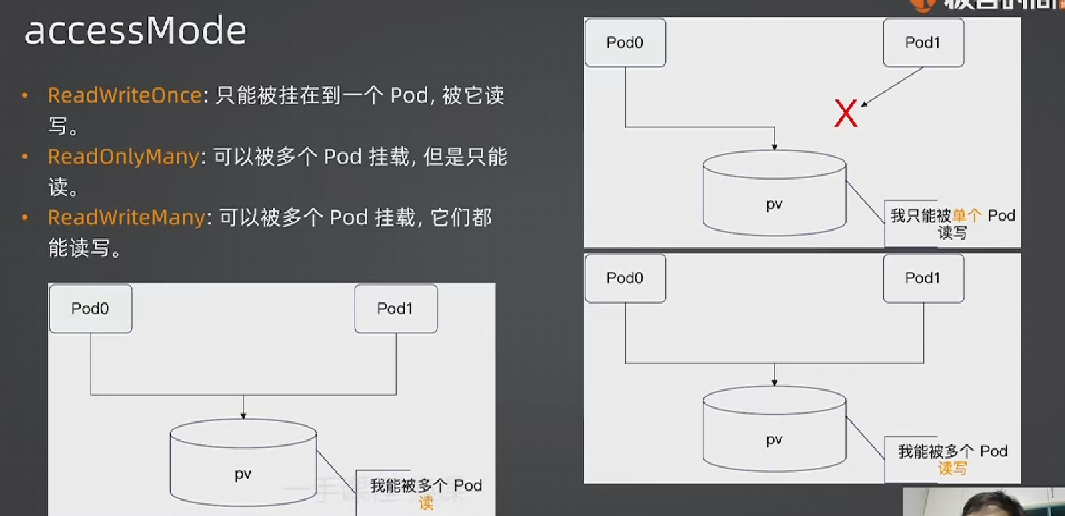 accessMode
• ReadWriteOnce: 只能被挂在到一个 Pod, 被它读
写。
• ReadOnlyMany: 可以被多个 Pod 挂载, 但是只能
读。
• ReadWriteMany: 可以被多个 Pod 挂载, 它们都
能读写。
Pod0
Pod1
pv
我能被多个 Pod
读
Pod0
Pod1
X
pv
我只能被单个 Pod
读写
Pod0
Pod1
pv
我能被多个 Pod
读写